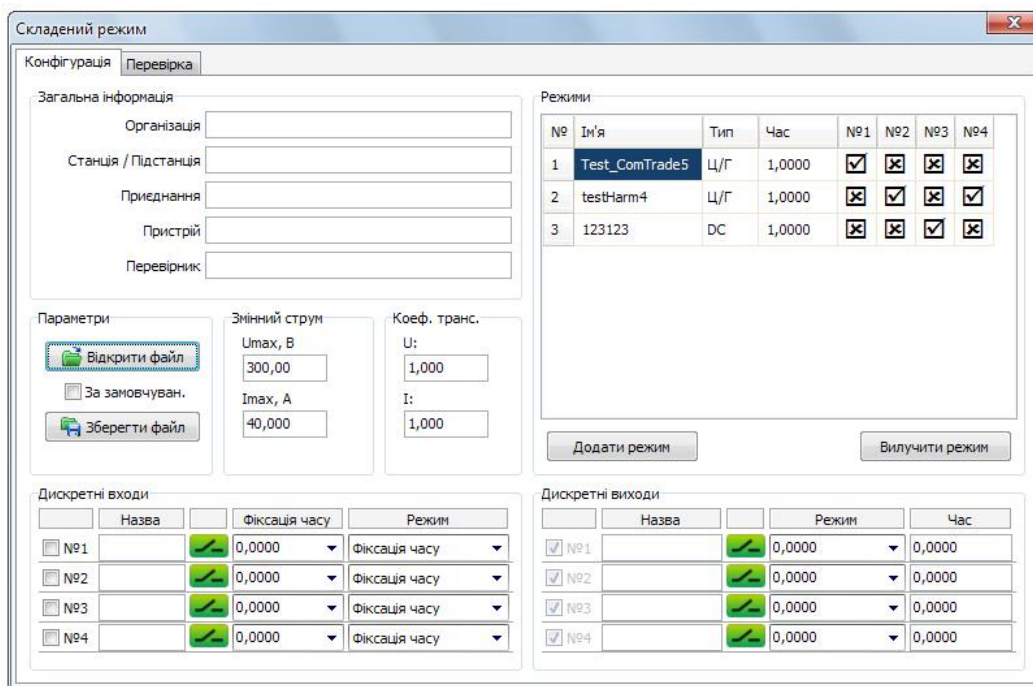 Складений режим
Конфігурація Перевірка
Загальна інформація
Організація
Станція / Підстанція
Приєднання
Пристрій
Перевірник
Режими
№ Ім'я Тип Час №1 №2 №3 №4
1 Test_ComTrade5 Ц/Г 1,0000
2 testHarm4 Ц/Г 1,0000
3 123123 DC 1,0000
Додати режим Вилучити режим
Параметри
Відкрити файл
За замовчуван.
Зберегти файл
Змінний струм
Umax, В
300,00
Imax, А
40,000
Коеф. транс.
U:
1,000
I:
1,000
Дискретні входи
Назва Фіксація часу Режим
№1 0,0000 Фіксація часу
№2 0,0000 Фіксація часу
№3 0,0000 Фіксація часу
№4 0,0000 Фіксація часу
Дискретні виходи
Назва Режим Час
№1 0,0000 0,0000
№2 0,0000 0,0000
№3 0,0000 0,0000
№4 0,0000 0,0000